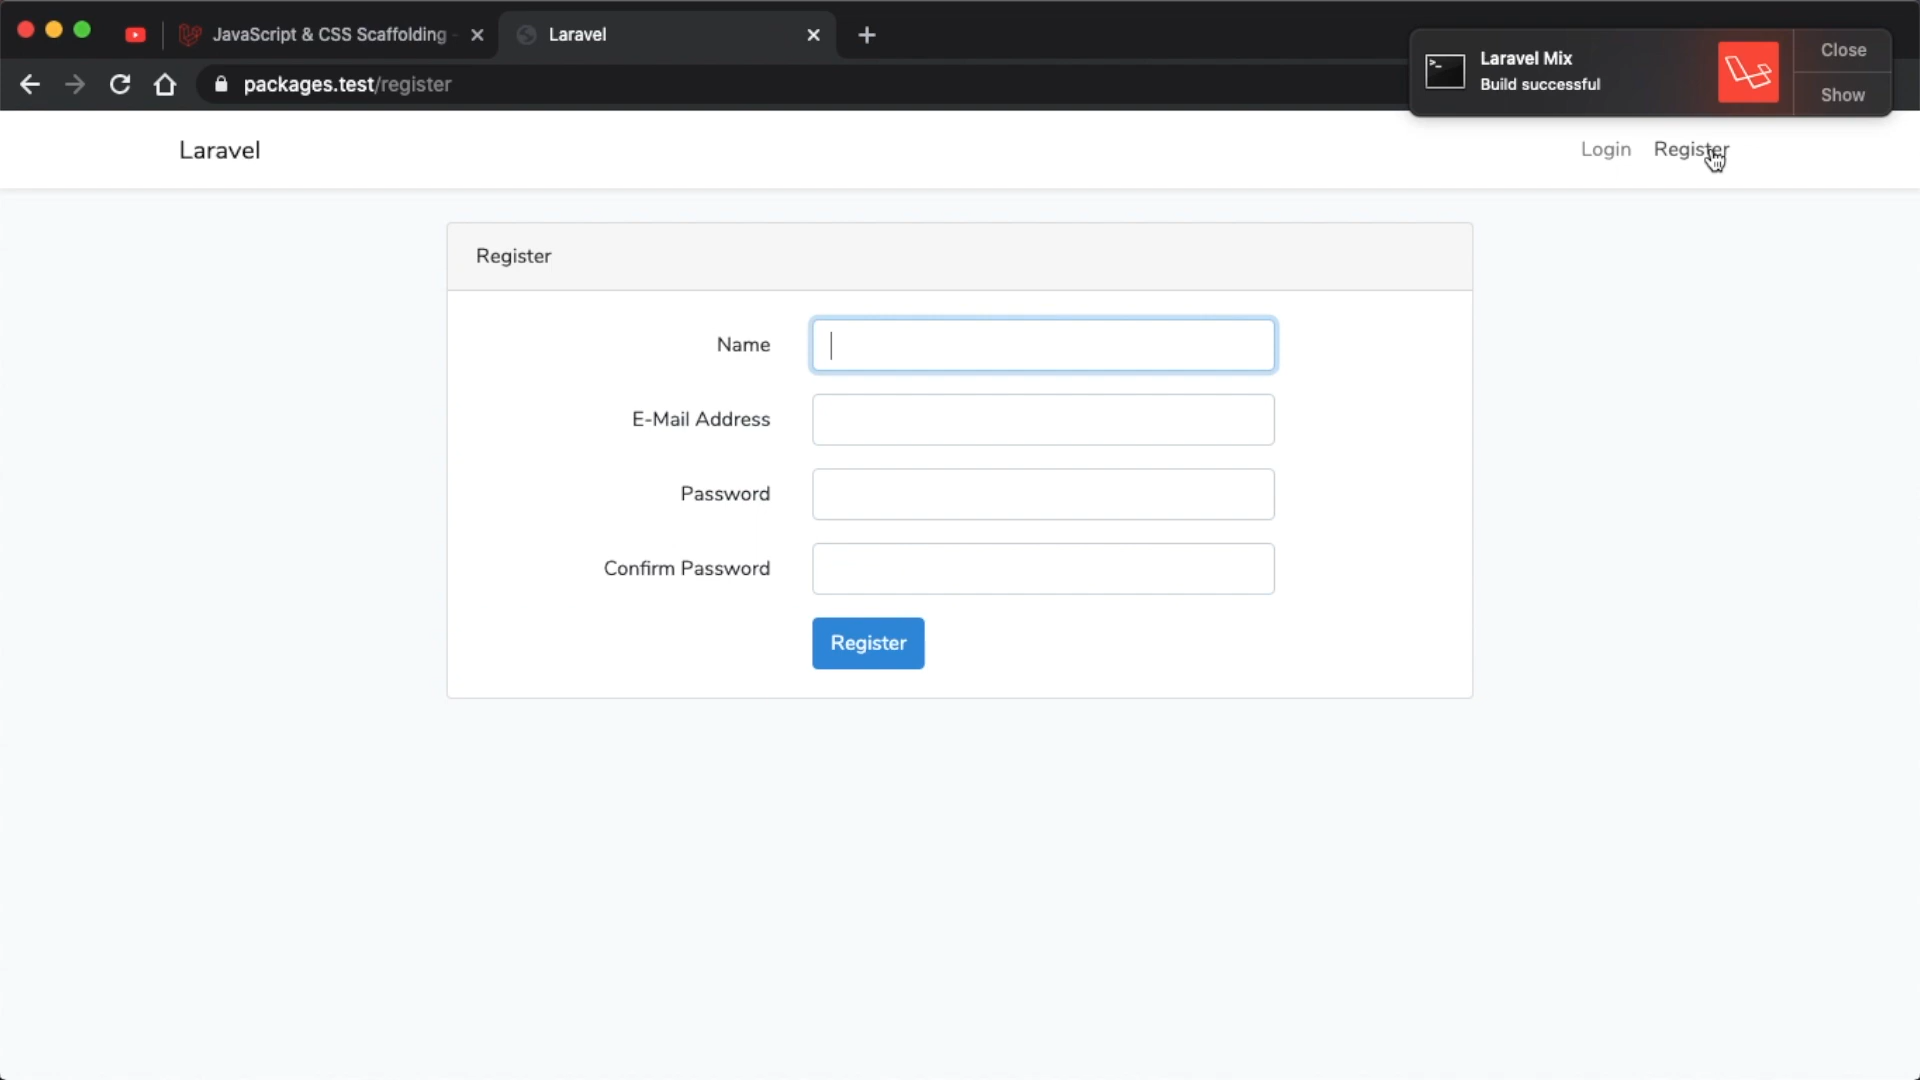 JavaScript & CSS Scaffolding -
Laravel
packages.test/register
Laravel Mix
Build successful
Close
Show
Laravel
Login
Register
Register
Name
E-Mail Address
Password
Confirm Password
Register